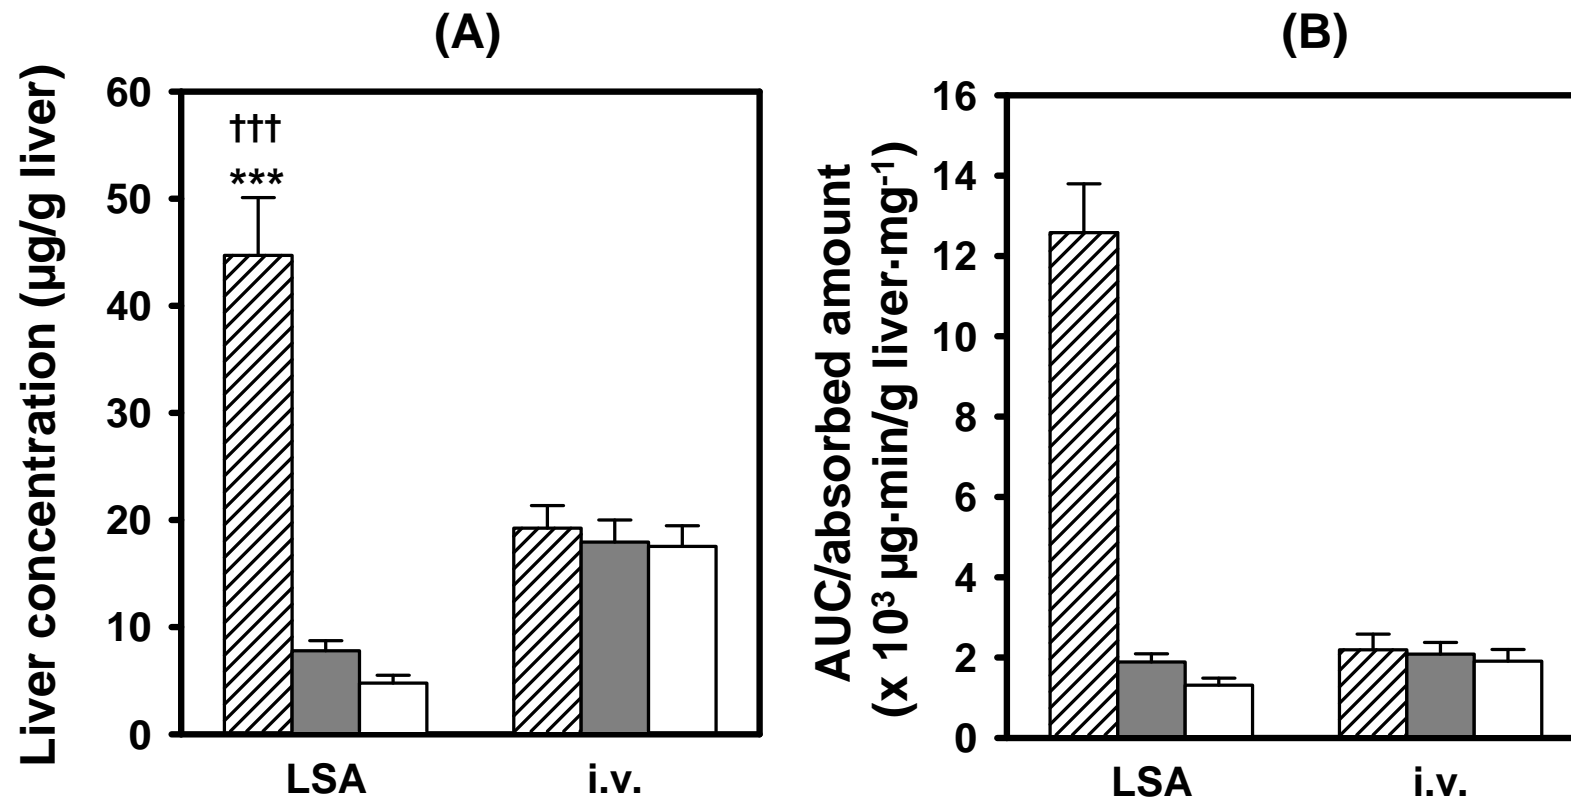 (A)
Liver concentration (µg/g liver)
60
50
40
30
20
10
0
†††
***
LSA
i.v.
(B)
AUC/absorbed amount
(x 10³ µg·min/g liver·mg⁻¹)
16
14
12
10
8
6
4
2
0
LSA
i.v.